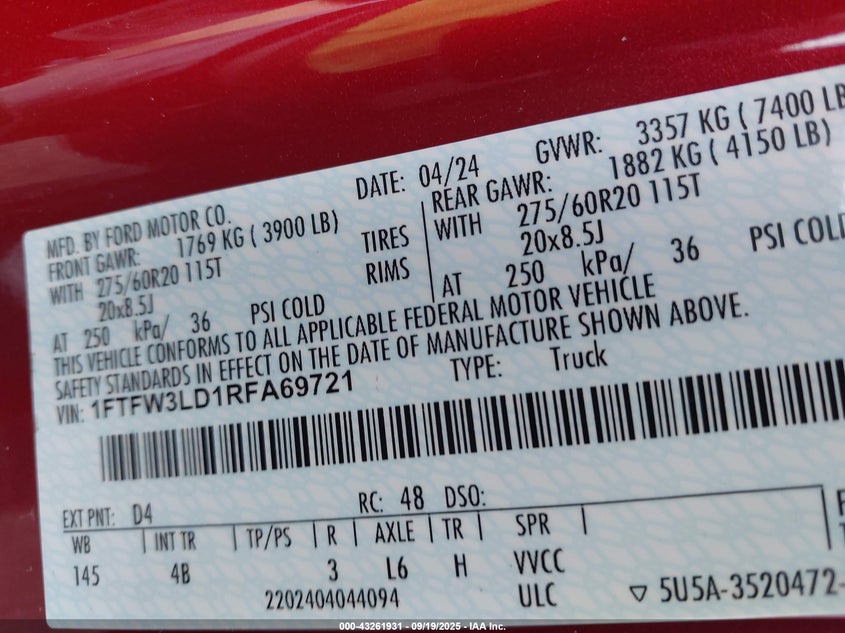 DATE: 04/24 GVWR: 3357 KG ( 7400 LB
MFD. BY FORD MOTOR CO.
FRONT GAWR: 1769 KG ( 3900 LB)
WITH 275/60R20 115T TIRES
20x8.5J RIMS
AT 250 kPa/ 36 PSI COLD
REAR GAWR: 1882 KG ( 4150 LB)
WITH 275/60R20 115T
20x8.5J
AT 250 kPa/ 36 PSI COLD
THIS VEHICLE CONFORMS TO ALL APPLICABLE FEDERAL MOTOR VEHICLE
SAFETY STANDARDS IN EFFECT ON THE DATE OF MANUFACTURE SHOWN ABOVE.
VIN: 1FTFW3LD1RFA69721 TYPE: Truck
EXT PNT: D4 RC: 48 DSO:
WB INT TR TP/PS R AXLE TR SPR
145 4B 3 L6 H VVCC
2202404044094 ULC ▽ 5U5A-3520472-
000-43261931 - 09/19/2025 - IAA Inc.